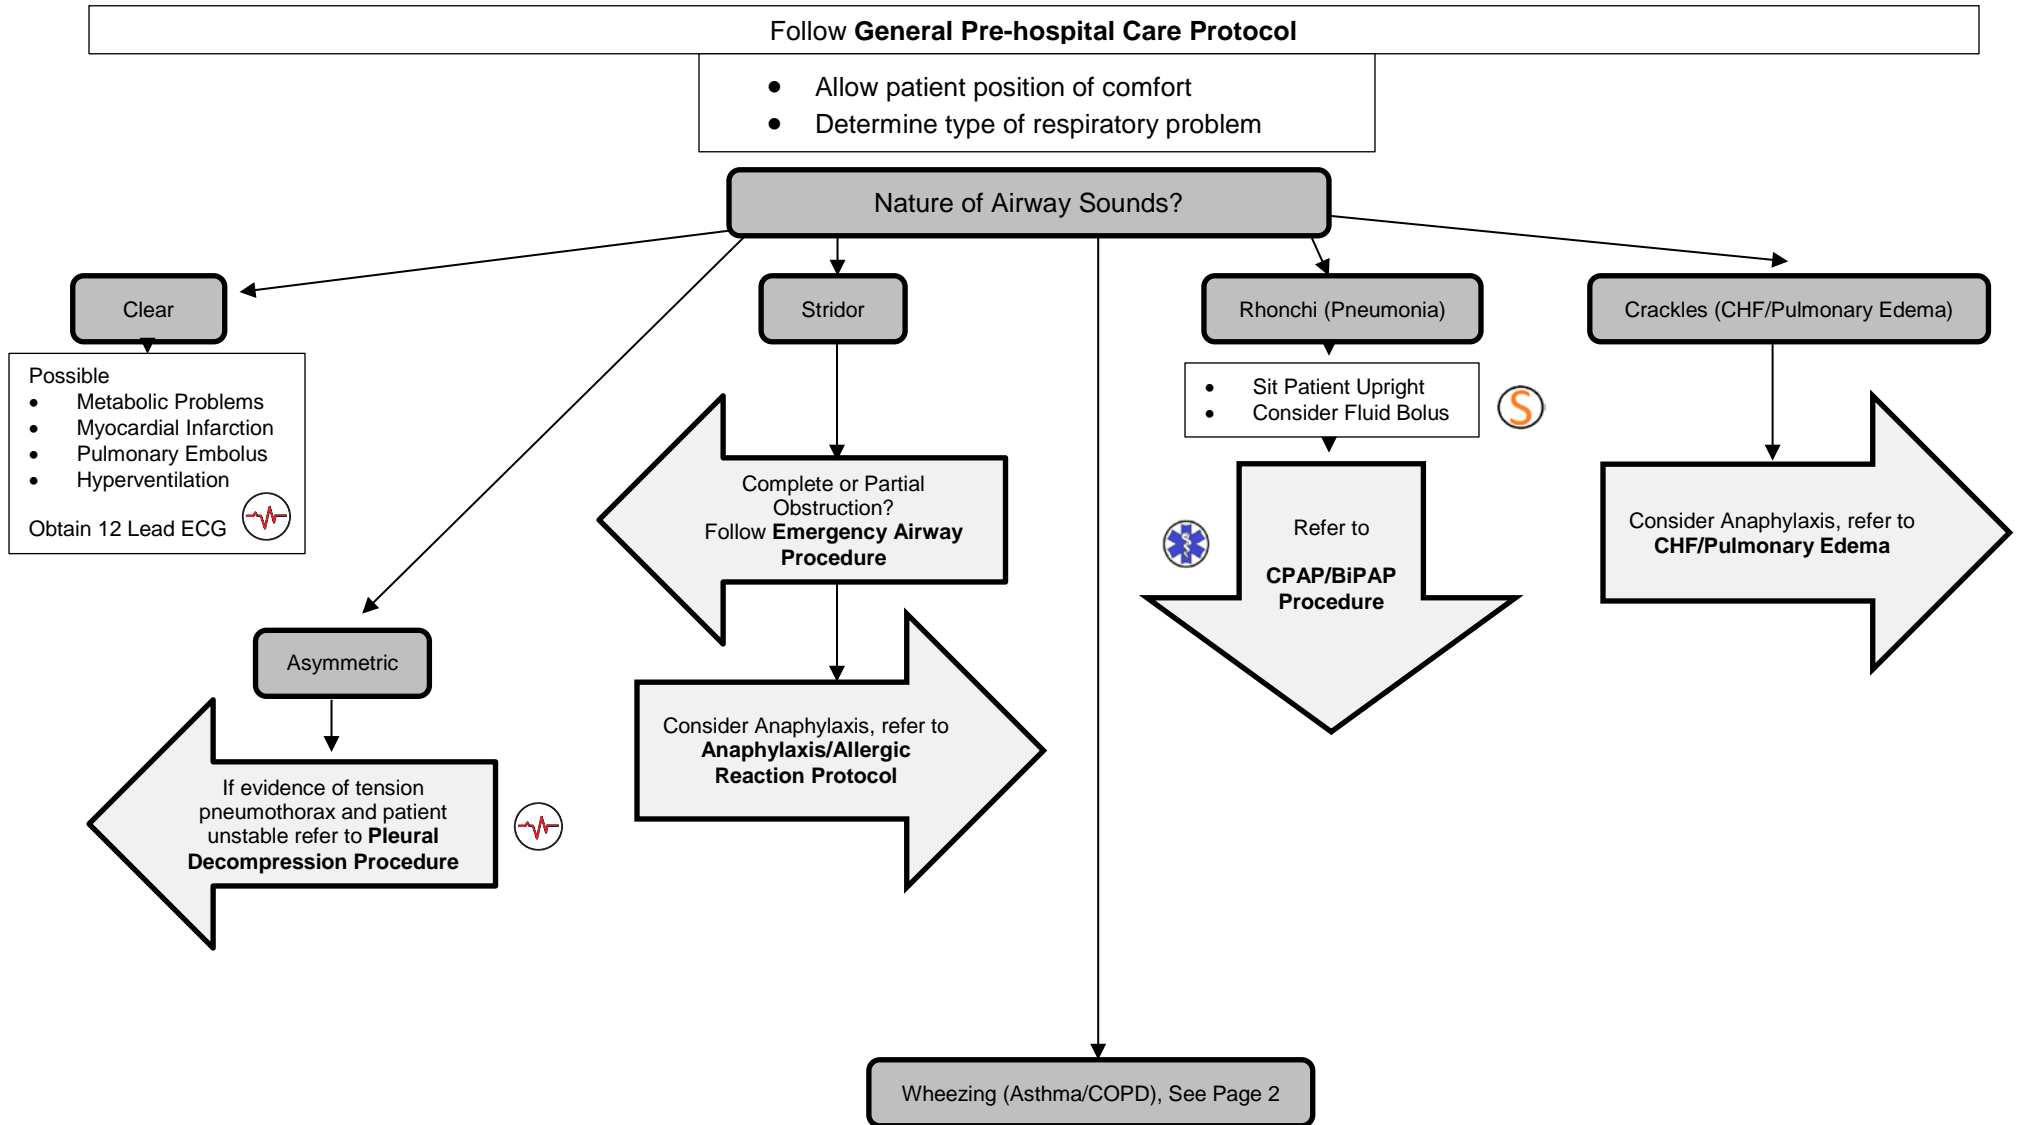 Follow General Pre-hospital Care Protocol
• Allow patient position of comfort
• Determine type of respiratory problem
Nature of Airway Sounds?
Clear
Possible
• Metabolic Problems
• Myocardial Infarction
• Pulmonary Embolus
• Hyperventilation
Obtain 12 Lead ECG
Asymmetric
If evidence of tension
pneumothorax and patient
unstable refer to Pleural
Decompression Procedure
Stridor
Complete or Partial
Obstruction?
Follow Emergency Airway
Procedure
Consider Anaphylaxis, refer to
Anaphylaxis/Allergic
Reaction Protocol
Rhonchi (Pneumonia)
• Sit Patient Upright
• Consider Fluid Bolus
S
Refer to
CPAP/BiPAP
Procedure
Crackles (CHF/Pulmonary Edema)
Consider Anaphylaxis, refer to
CHF/Pulmonary Edema
Wheezing (Asthma/COPD), See Page 2